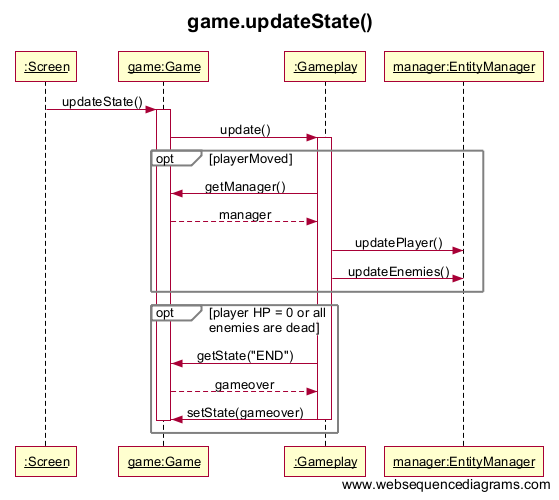 game.updateState()
:Screen
game:Game
:Gameplay
manager:EntityManager
updateState()
update()
opt
[playerMoved]
getManager()
manager
updatePlayer()
updateEnemies()
opt
[player HP = 0 or all
enemies are dead]
getState("END")
gameover
setState(gameover)
:Screen
game:Game
:Gameplay
manager:EntityManager
www.websequencediagrams.com